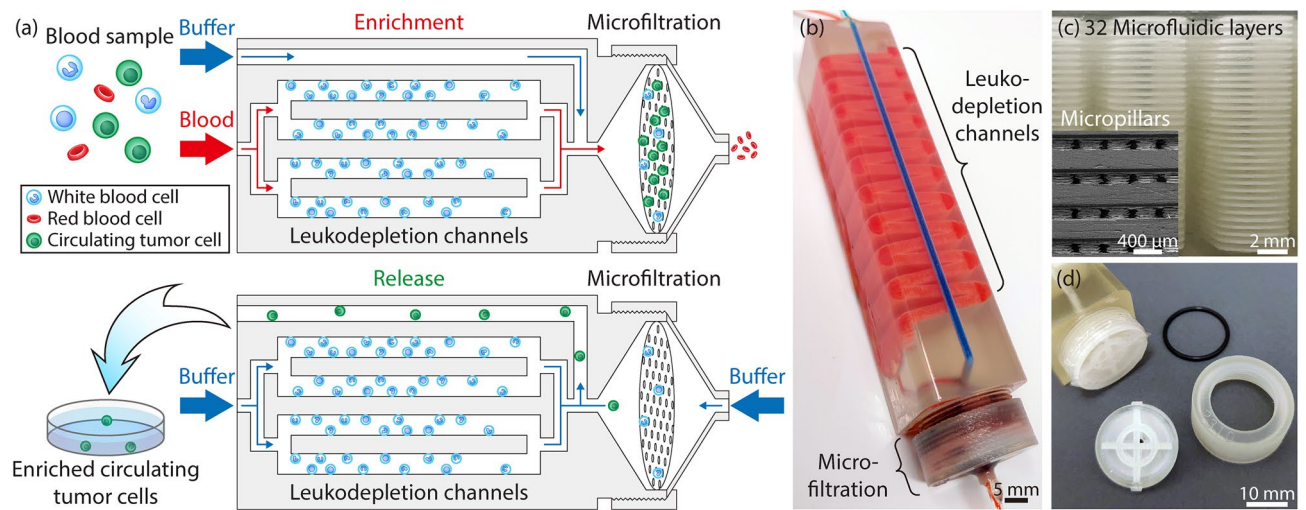 (a)
Blood sample
Buffer
Enrichment
Microfiltration
Blood
Leukodepletion channels
White blood cell
Red blood cell
Circulating tumor cell
Release
Microfiltration
Buffer
Buffer
Leukodepletion channels
Enriched circulating
tumor cells
(b)
Leuko-
depletion
channels
Micro-
filtration
5 mm
(c) 32 Microfluidic layers
Micropillars
400 µm
2 mm
(d)
10 mm